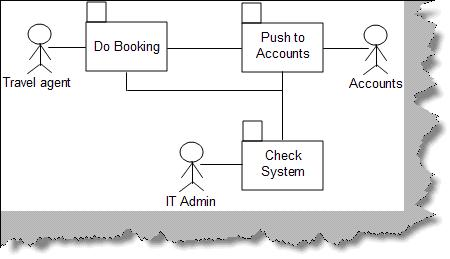 Do Booking
Push to
Accounts
Travel agent
Accounts
Check
System
IT Admin